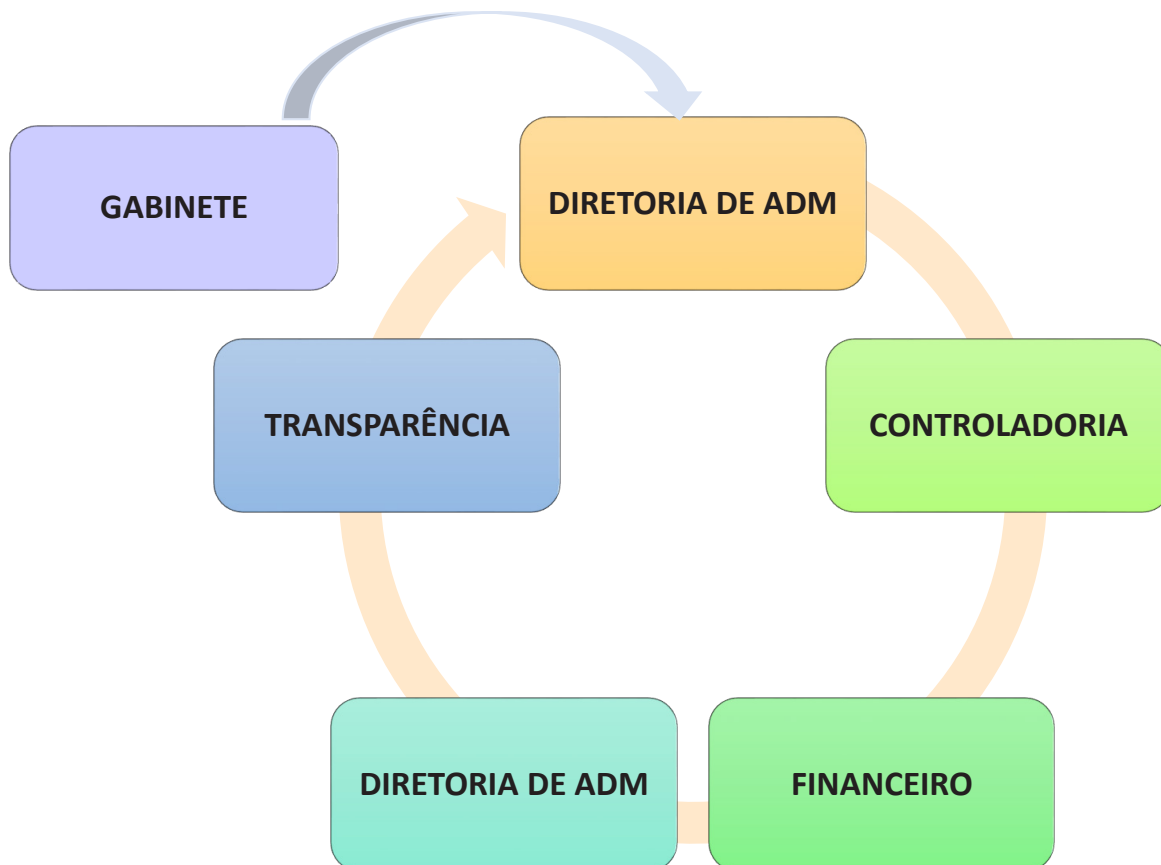 GABINETE
DIRETORIA DE ADM
TRANSPARÊNCIA
CONTROLADORIA
DIRETORIA DE ADM
FINANCEIRO